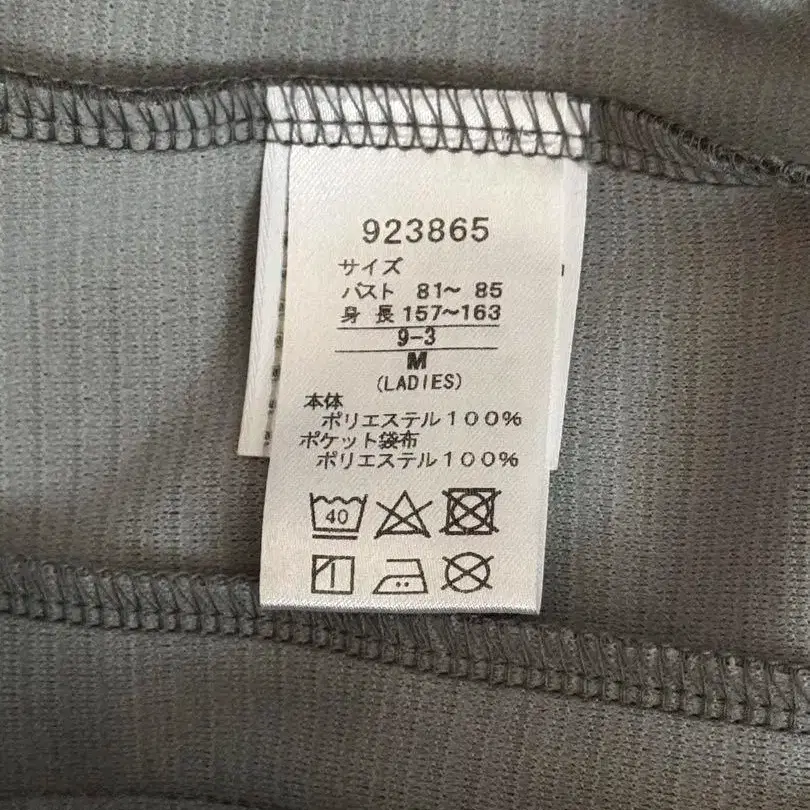 923865
サイズ
バスト 81〜 85
身 長 157〜163
9-3
M
(LADIES)
本体
ポリエステル100%
ポケット袋布
ポリエステル100%
40